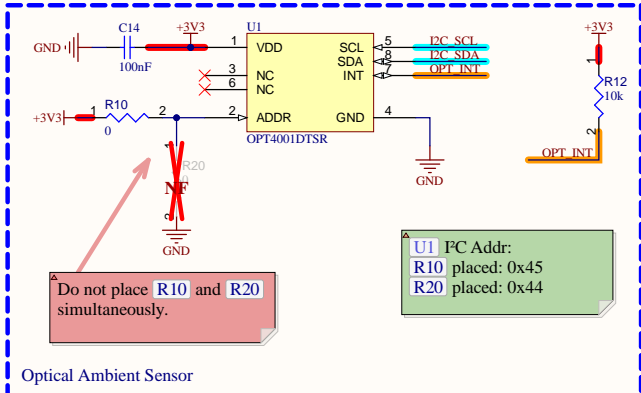 C14
+3V3
U1
+3V3
GND
100nF
1
VDD
SCL
5
I2C_SCL
SDA
8
I2C_SDA
3
NC
INT
7
OPT_INT
6
NC
1
R12
10k
2
R10
+3V3
1
2
0
2
ADDR
GND
4
OPT4001DTSR
OPT_INT
1
R20
0
NF
2
GND
GND
U1 I²C Addr:
R10 placed: 0x45
R20 placed: 0x44
Do not place R10 and R20
simultaneously.
Optical Ambient Sensor